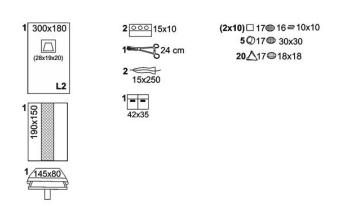 1 300x180
(28x19x20)
L2
1 190x150
1 145x80
2 15x10
1 24 cm
2 15x250
1 42x35
(2x10) 17 16 10x10
5 17 30x30
20 17 18x18